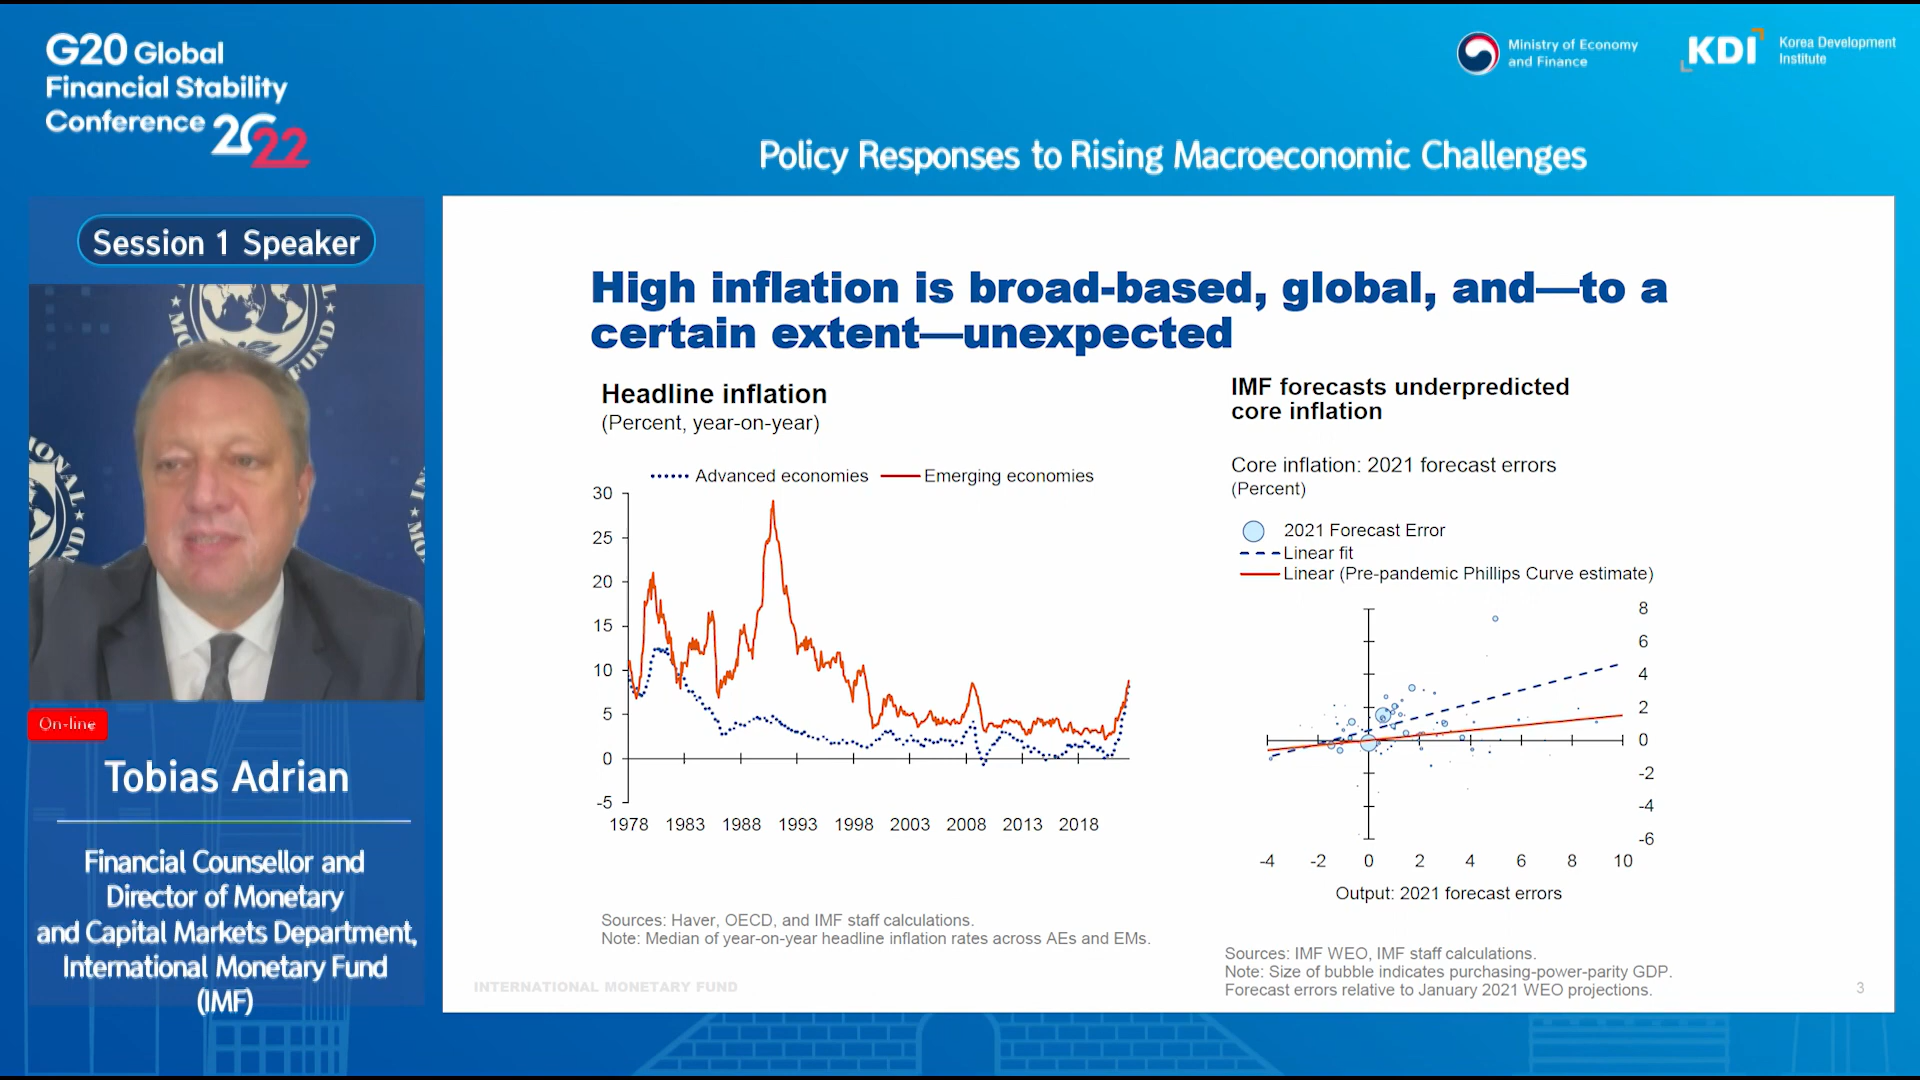 G20 Global
Financial Stability
Conference 2022
Ministry of Economy
and Finance
KDI
Korea Development
Institute
Policy Responses to Rising Macroeconomic Challenges
Session 1 Speaker
On-line
Tobias Adrian
Financial Counsellor and
Director of Monetary
and Capital Markets Department,
International Monetary Fund
(IMF)
High inflation is broad-based, global, and—to a
certain extent—unexpected
Headline inflation
(Percent, year-on-year)
Advanced economies
Emerging economies
30
25
20
15
10
5
0
-5
1978 1983 1988 1993 1998 2003 2008 2013 2018
Sources: Haver, OECD, and IMF staff calculations.
Note: Median of year-on-year headline inflation rates across AEs and EMs.
IMF forecasts underpredicted
core inflation
Core inflation: 2021 forecast errors
(Percent)
2021 Forecast Error
Linear fit
Linear (Pre-pandemic Phillips Curve estimate)
8
6
4
2
0
-2
-4
-6
-4 -2 0 2 4 6 8 10
Output: 2021 forecast errors
Sources: IMF WEO, IMF staff calculations.
Note: Size of bubble indicates purchasing-power-parity GDP.
Forecast errors relative to January 2021 WEO projections.
INTERNATIONAL MONETARY FUND
3